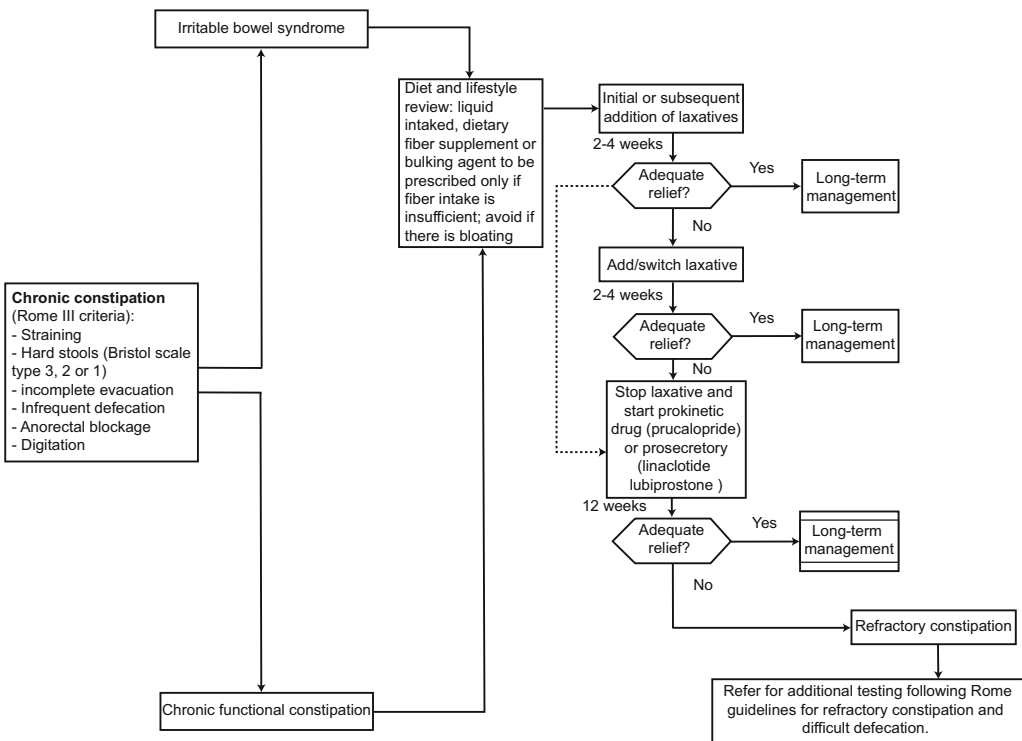 Irritable bowel syndrome
Diet and lifestyle
review: liquid
intaked, dietary
fiber supplement or
bulking agent to be
prescribed only if
fiber intake is
insufficient; avoid if
there is bloating
Initial or subsequent
addition of laxatives
2-4 weeks
Adequate
relief?
Yes
Long-term
management
No
Add/switch laxative
2-4 weeks
Adequate
relief?
Yes
Long-term
management
No
Chronic constipation
(Rome III criteria):
- Straining
- Hard stools (Bristol scale
type 3, 2 or 1)
- incomplete evacuation
- Infrequent defecation
- Anorectal blockage
- Digitation
Stop laxative and
start prokinetic
drug (prucalopride)
or prosecretory
(linaclotide
lubiprostone )
12 weeks
Adequate
relief?
Yes
Long-term
management
No
Refractory constipation
Chronic functional constipation
Refer for additional testing following Rome
guidelines for refractory constipation and
difficult defecation.